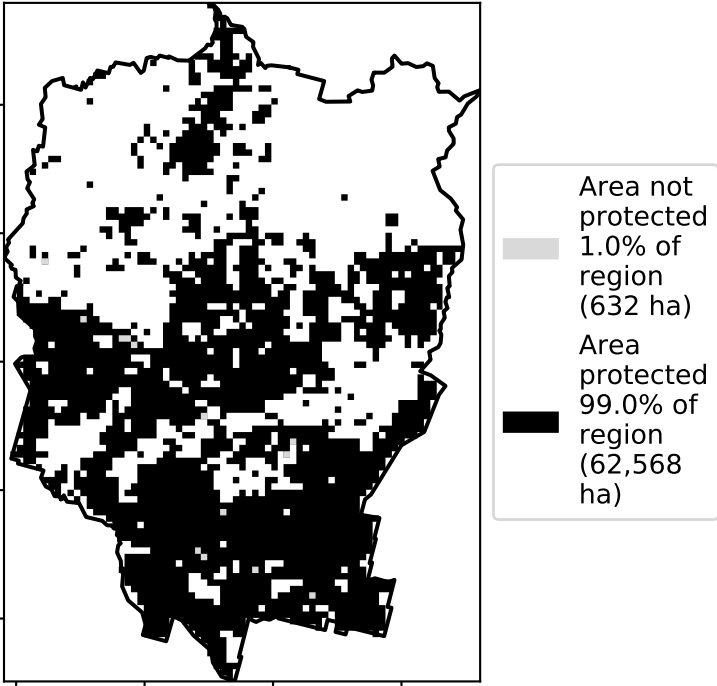 Area not
protected
1.0% of
region
(632 ha)
Area
protected
99.0% of
region
(62,568
ha)